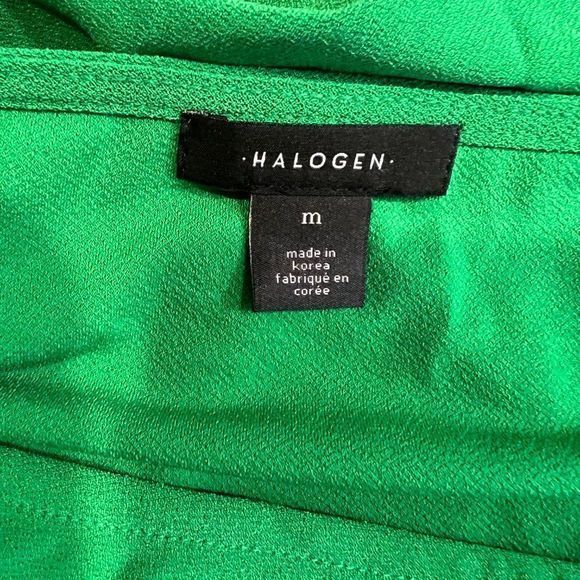 ·HALOGEN·
m
made in
korea
fabriqué en
corée